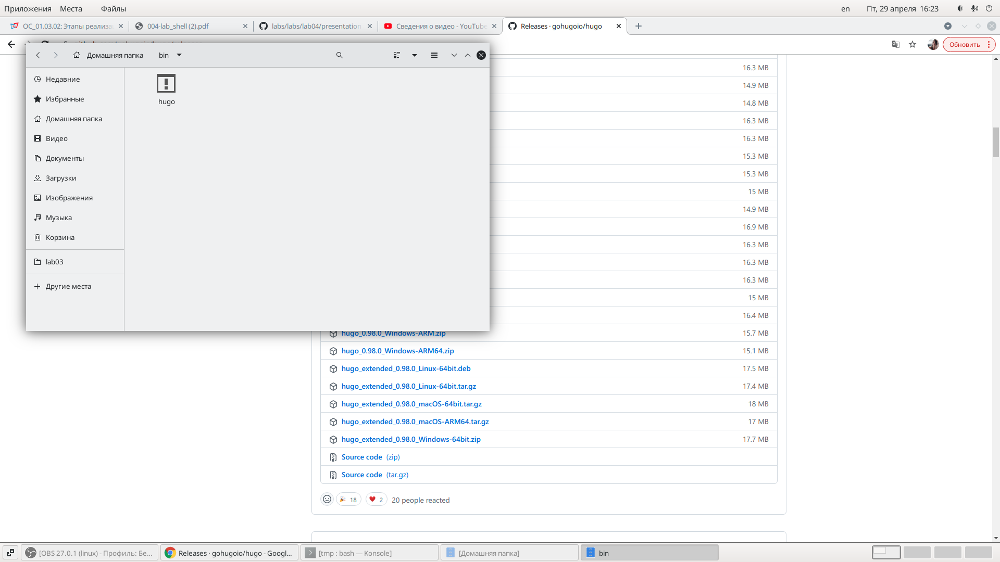 Приложения Места Файлы en Пт, 29 апреля 16:23
ОС_01.03.02: Этапы реализа 004-lab_shell (2).pdf labs/labs/lab04/presentation Сведения о видео - YouTube Releases · gohugoio/hugo
Обновить
Домашняя папка bin
Недавние
Избранные
Домашняя папка
Видео
Документы
Загрузки
Изображения
Музыка
Корзина
lab03
Другие места
hugo
16.3 MB
14.9 MB
14.8 MB
16.3 MB
16.3 MB
15.3 MB
15.3 MB
15 MB
14.9 MB
16.9 MB
16.3 MB
16.3 MB
16.3 MB
15 MB
16.4 MB
hugo_0.98.0_Windows-ARM.zip 15.7 MB
hugo_0.98.0_Windows-ARM64.zip 15.1 MB
hugo_extended_0.98.0_Linux-64bit.deb 17.5 MB
hugo_extended_0.98.0_Linux-64bit.tar.gz 17.4 MB
hugo_extended_0.98.0_macOS-64bit.tar.gz 18 MB
hugo_extended_0.98.0_macOS-ARM64.tar.gz 17 MB
hugo_extended_0.98.0_Windows-64bit.zip 17.7 MB
Source code (zip)
Source code (tar.gz)
18 2 20 people reacted
[OBS 27.0.1 (linux) - Профиль: Бе... Releases · gohugoio/hugo - Googl... [tmp : bash — Konsole] [Домашняя папка] bin